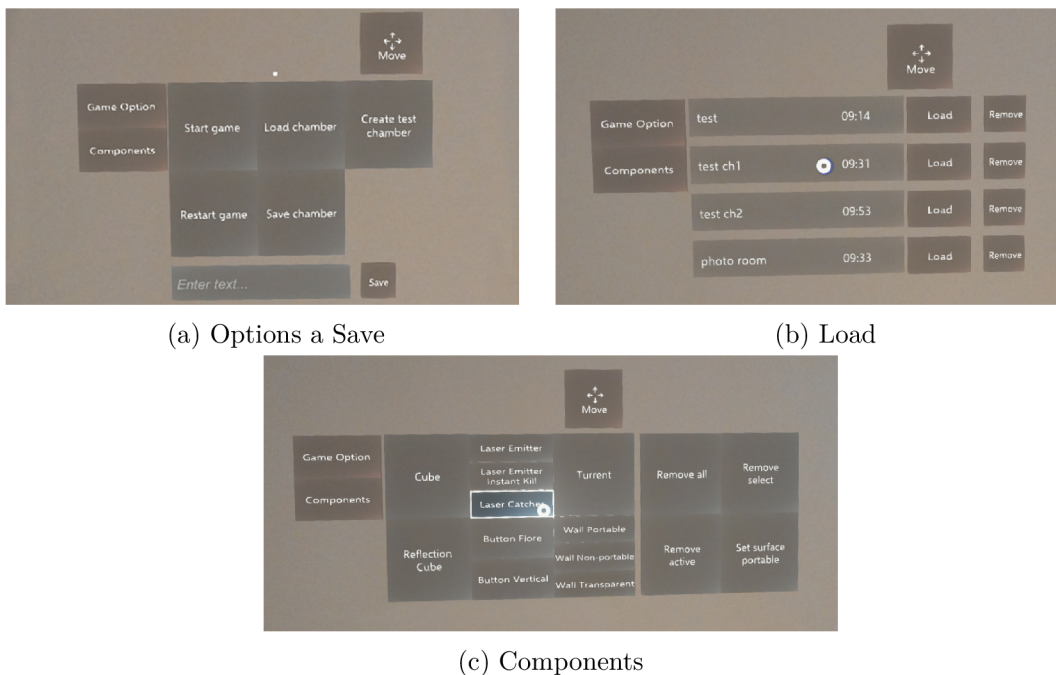 Move
Game Option
Components
Start game
Load chamber
Create test
chamber
Restart game
Save chamber
Enter text...
Save
(a) Options a Save
Move
Game Option
Components
test 09:14 Load Remove
test ch1 09:31 Load Remove
test ch2 09:53 Load Remove
photo room 09:33 Load Remove
(b) Load
Move
Game Option
Components
Cube
Reflection
Cube
Laser Emitter
Laser Emitter
Instant Kill
Laser Catcher
Button Flore
Button Vertical
Turrent
Wall Portable
Wall Non-portable
Wall Transparent
Remove all
Remove
select
Remove
active
Set surface
portable
(c) Components